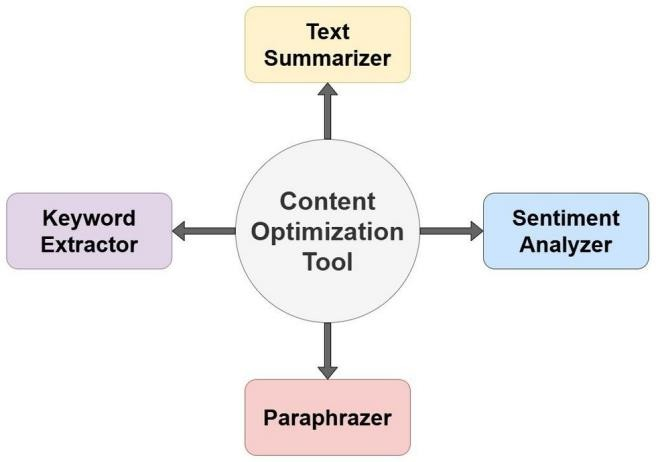 Text
Summarizer
Keyword
Extractor
Content
Optimization
Tool
Sentiment
Analyzer
Paraphrazer